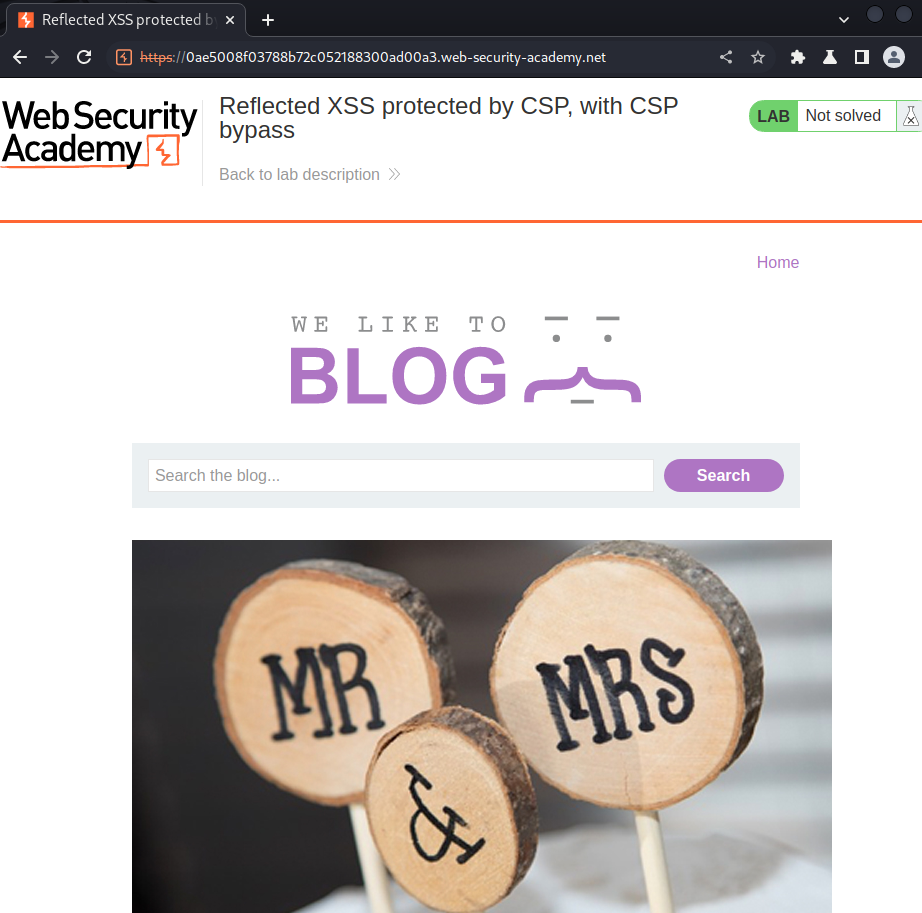 Reflected XSS protected b
https://0ae5008f03788b72c052188300ad00a3.web-security-academy.net
Web Security
Academy
Reflected XSS protected by CSP, with CSP
bypass
Back to lab description
LAB
Not solved
Home
WE LIKE TO
BLOG
Search the blog...
Search
MR
MRS
&